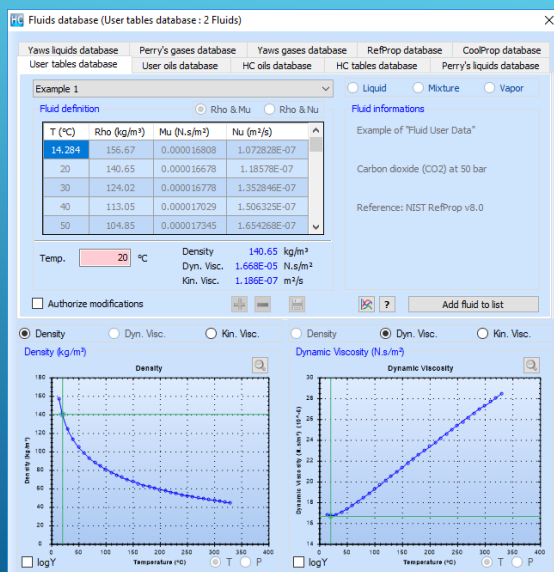 HC Fluids database (User tables database : 2 Fluids)
Yaws liquids database Perry's gases database Yaws gases database RefProp database CoolProp database
User tables database User oils database HC oils database HC tables database Perry's liquids database
Example 1
Liquid Mixture Vapor
Fluid definition Rho & Mu Rho & Nu
T (°C) Rho (kg/m³) Mu (N.s/m²) Nu (m²/s)
14.284 156.67 0.000016808 1.072828E-07
20 140.65 0.000016678 1.18578E-07
30 124.02 0.000016778 1.352846E-07
40 113.05 0.000017029 1.506325E-07
50 104.85 0.000017345 1.654268E-07
Fluid informations
Example of "Fluid User Data"
Carbon dioxide (CO2) at 50 bar
Reference: NIST RefProp v8.0
Temp. 20 °C
Density 140.65 kg/m³
Dyn. Visc. 1.668E-05 N.s/m²
Kin. Visc. 1.186E-07 m²/s
Authorize modifications
? Add fluid to list
Density Dyn. Visc. Kin. Visc.
Density (kg/m³)
Density
Density (kg/m³)
180
160
140
120
100
80
60
40
20
0
0 50 100 150 200 250 300 350 400
Temperature (°C)
logY T P
Density Dyn. Visc. Kin. Visc.
Dynamic Viscosity (N.s/m²)
Dynamic Viscosity
Dynamic Viscosity (N.s/m²) (10^-6)
30
28
26
24
22
20
18
16
14
0 50 100 150 200 250 300 350 400
Temperature (°C)
logY T P